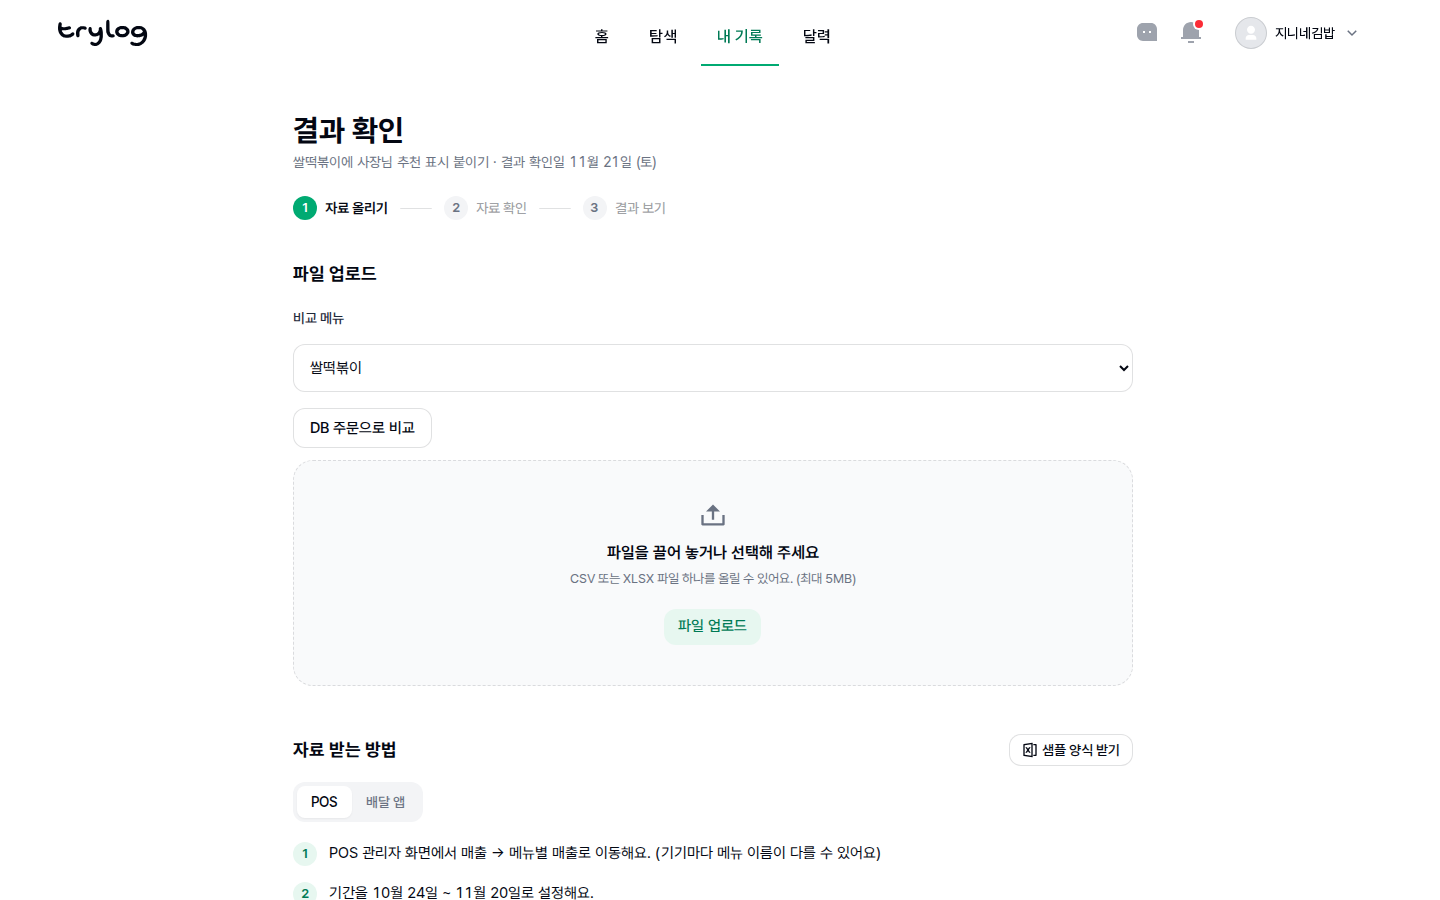 trylog
홈
탐색
내 기록
달력
지니네김밥
결과 확인
쌀떡볶이에 사장님 추천 표시 붙이기 · 결과 확인일 11월 21일 (토)
1 자료 올리기
2 자료 확인
3 결과 보기
파일 업로드
비교 메뉴
쌀떡볶이
DB 주문으로 비교
파일을 끌어 놓거나 선택해 주세요
CSV 또는 XLSX 파일 하나를 올릴 수 있어요. (최대 5MB)
파일 업로드
자료 받는 방법
샘플 양식 받기
POS
배달 앱
1 POS 관리자 화면에서 매출 → 메뉴별 매출로 이동해요. (기기마다 메뉴 이름이 다를 수 있어요)
2 기간을 10월 24일 ~ 11월 20일로 설정해요.